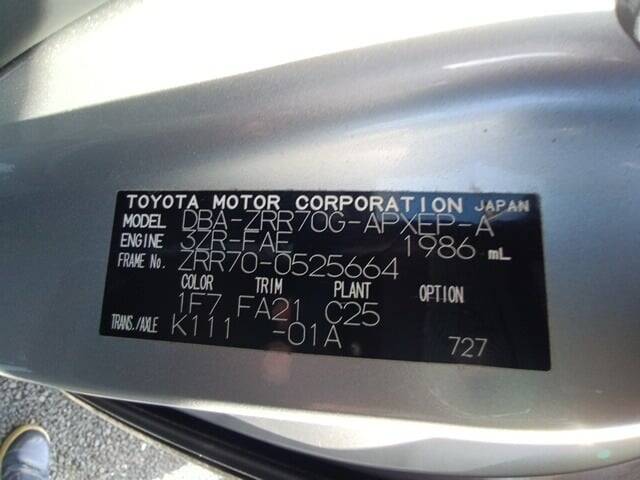 TOYOTA MOTOR CORPORATION JAPAN
MODEL DBA-ZRR70G-APXEP-A
ENGINE 3ZR-FAE 1986 mL
FRAME No. ZRR70-0525664
COLOR TRIM PLANT OPTION
1F7 FA21 C25
TRANS./AXLE K111 -01A
727